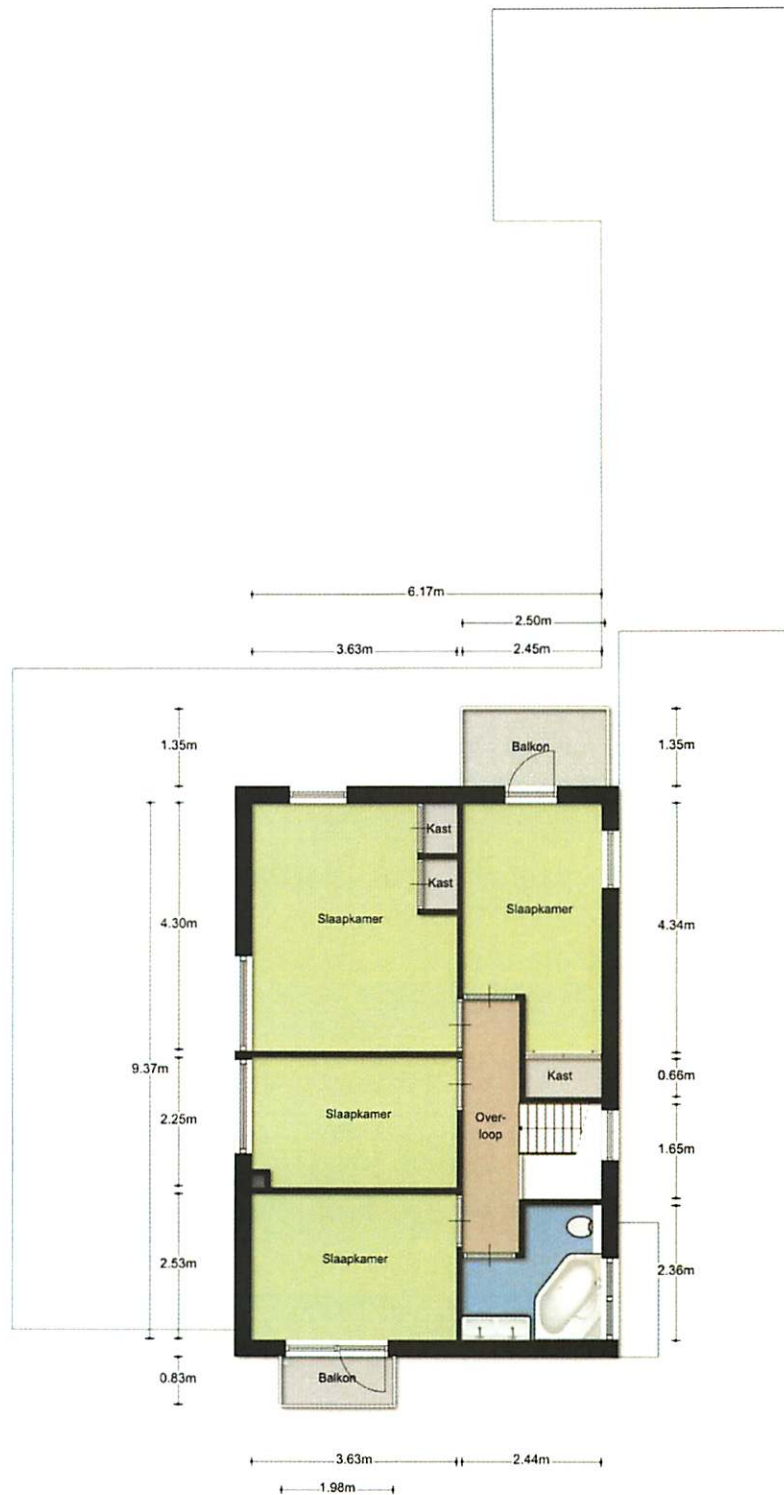 6.17m
2.50m
3.63m
2.45m
1.35m
Balkon
1.35m
Kast
Kast
Slaapkamer
Slaapkamer
4.30m
4.34m
9.37m
Kast
0.66m
Slaapkamer
Over-
loop
2.25m
1.65m
Slaapkamer
2.53m
2.36m
Balkon
0.83m
3.63m
2.44m
1.98m